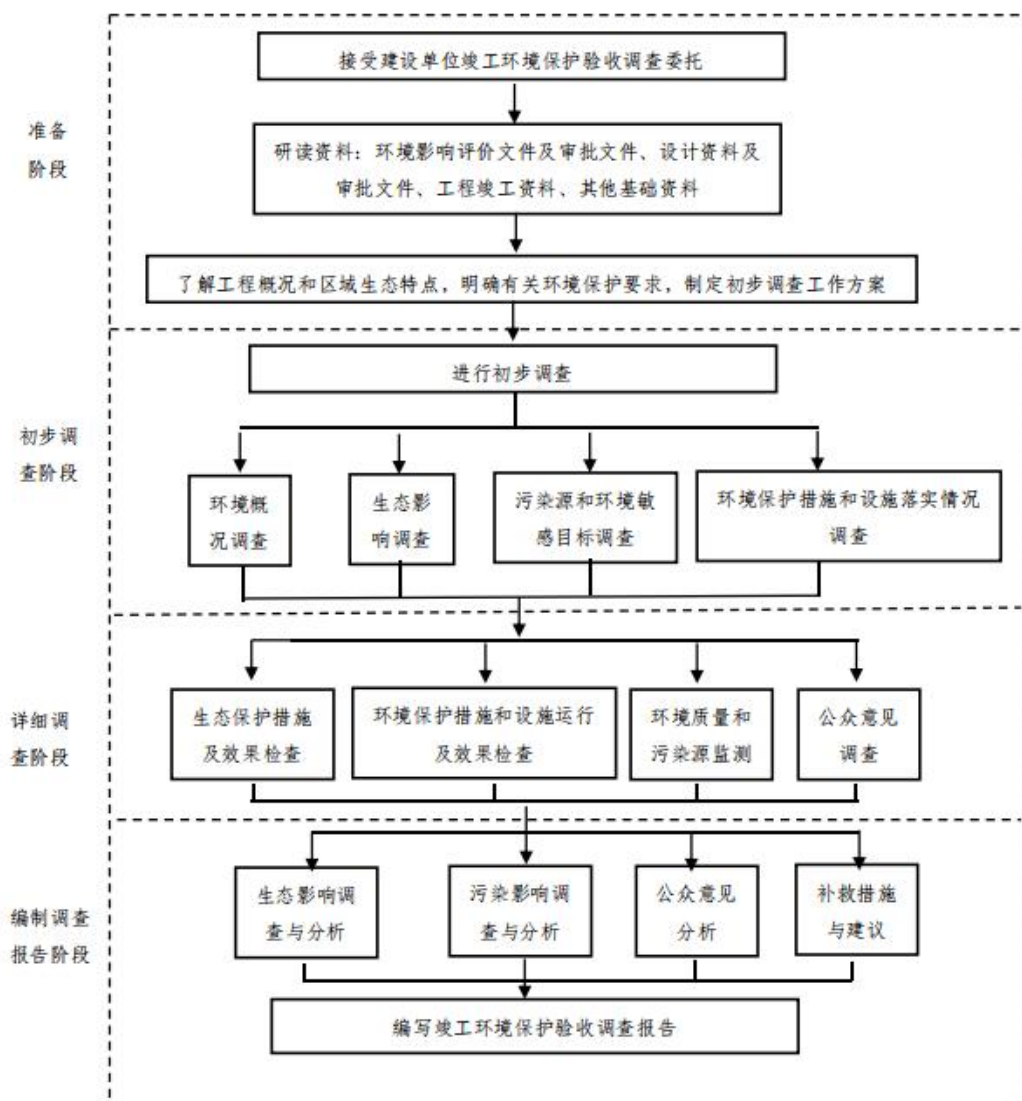 接受建设单位竣工环境保护验收调查委托
准备
阶段
研读资料：环境影响评价文件及审批文件、设计资料及
审批文件、工程竣工资料、其他基础资料
了解工程概况和区域生态特点，明确有关环境保护要求，制定初步调查工作方案
进行初步调查
初步调
查阶段
环境概
况调查
生态影
响调查
污染源和环境敏
感目标调查
环境保护措施和设施落实情况
调查
详细调
查阶段
生态保护措施
及效果检查
环境保护措施和设施运行
及效果检查
环境质量和
污染源监测
公众意见
调查
编制调查
报告阶段
生态影响调
查与分析
污染影响调
查与分析
公众意见
分析
补救措施
与建议
编写竣工环境保护验收调查报告